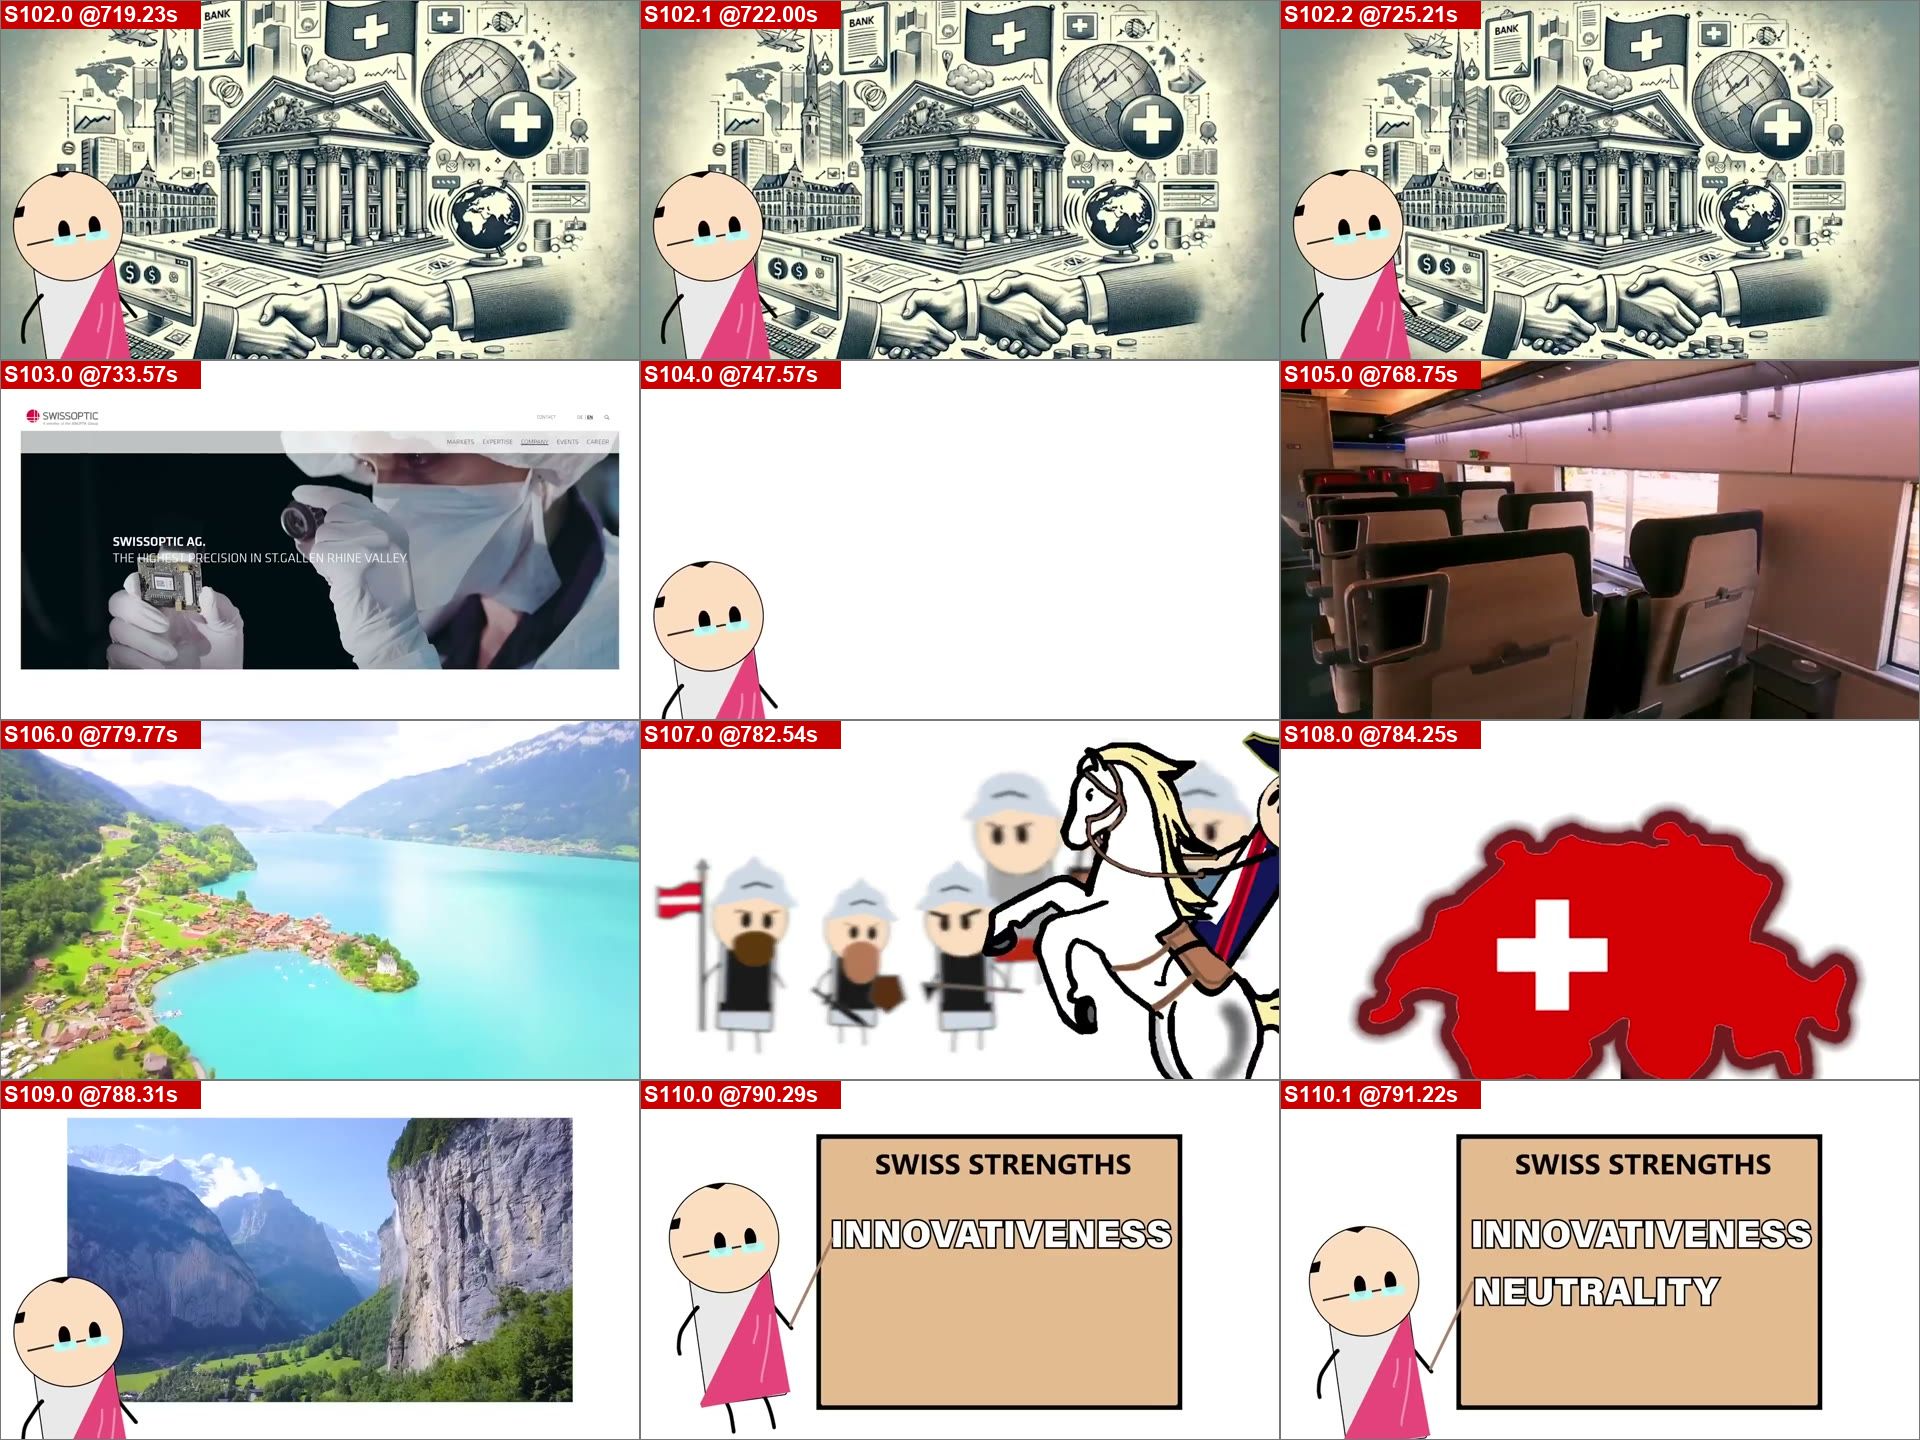 S102.0 @719.23s
BANK
$ $
S102.1 @722.00s
BANK
$ $
S102.2 @725.21s
BANK
$ $
S103.0 @733.57s
SWISSOPTIC
CONTACT
DE | EN
MARKETS EXPERTISE COMPANY EVENTS CAREER
SWISSOPTIC AG.
THE HIGHEST PRECISION IN ST.GALLEN RHINE VALLEY.
S104.0 @747.57s
S105.0 @768.75s
S106.0 @779.77s
S107.0 @782.54s
S108.0 @784.25s
S109.0 @788.31s
S110.0 @790.29s
SWISS STRENGTHS
INNOVATIVENESS
S110.1 @791.22s
SWISS STRENGTHS
INNOVATIVENESS
NEUTRALITY